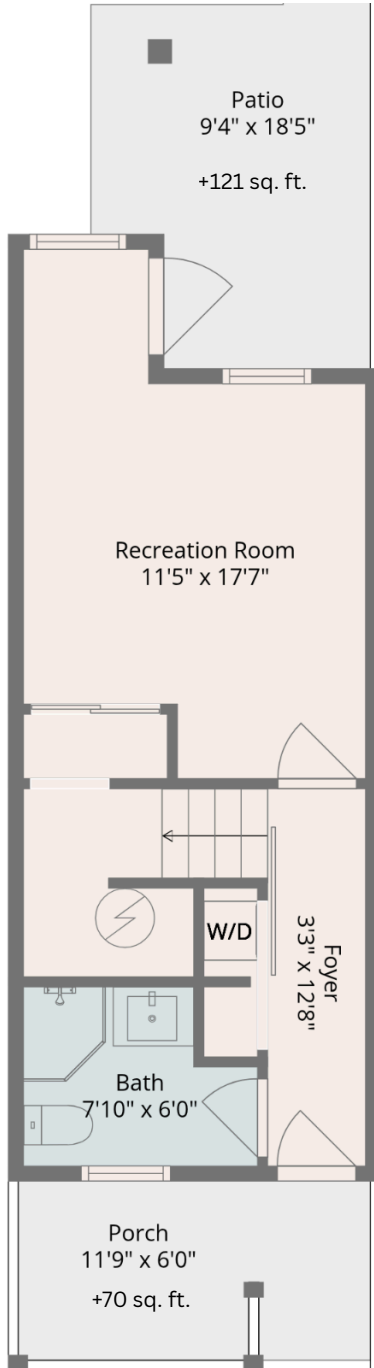 Patio
9'4" x 18'5"
+121 sq. ft.
Recreation Room
11'5" x 17'7"
W/D
Foyer
3'3" x 12'8"
Bath
7'10" x 6'0"
Porch
11'9" x 6'0"
+70 sq. ft.